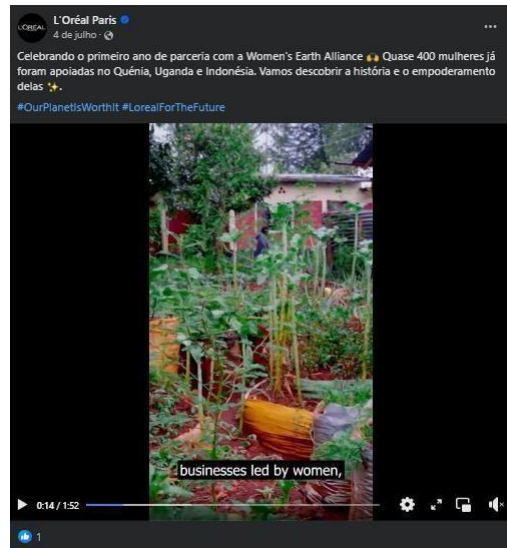 L'ORÉAL
L'Oréal Paris
4 de julho ·
Celebrando o primeiro ano de parceria com a Women's Earth Alliance 🙌 Quase 400 mulheres já
foram apoiadas no Quénia, Uganda e Indonésia. Vamos descobrir a história e o empoderamento
delas ✨.
#OurPlanetIsWorthIt #LorealForTheFuture
businesses led by women,
0:14 / 1:52
1